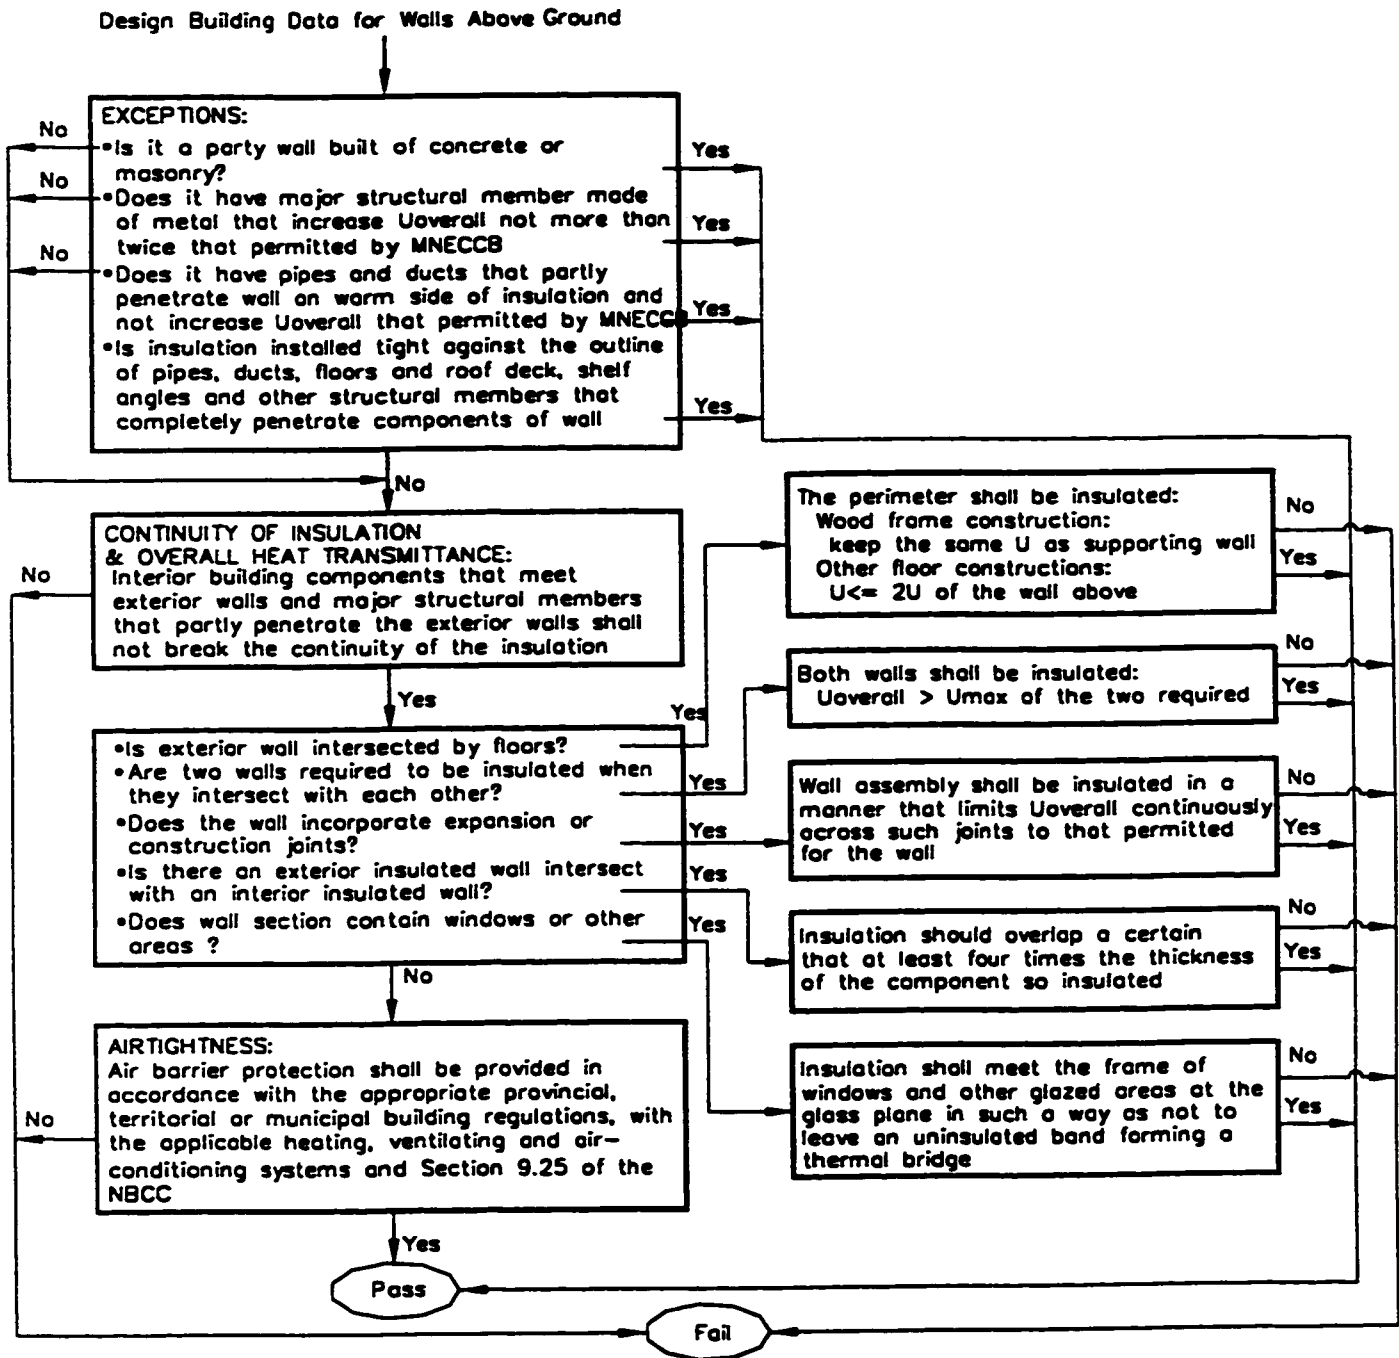 Design Building Data for Walls Above Ground
EXCEPTIONS:
•Is it a party wall built of concrete or
masonry?
•Does it have major structural member made
of metal that increase Uoverall not more than
twice that permitted by MNECCB
•Does it have pipes and ducts that partly
penetrate wall on warm side of insulation and
not increase Uoverall that permitted by MNECCB
•Is insulation installed tight against the outline
of pipes, ducts, floors and roof deck, shelf
angles and other structural members that
completely penetrate components of wall
No
No
No
Yes
Yes
Yes
Yes
No
CONTINUITY OF INSULATION
& OVERALL HEAT TRANSMITTANCE:
Interior building components that meet
exterior walls and major structural members
that partly penetrate the exterior walls shall
not break the continuity of the insulation
No
Yes
•Is exterior wall intersected by floors?
•Are two walls required to be insulated when
they intersect with each other?
•Does the wall incorporate expansion or
construction joints?
•Is there an exterior insulated wall intersect
with an interior insulated wall?
•Does wall section contain windows or other
areas ?
Yes
Yes
Yes
Yes
Yes
No
The perimeter shall be insulated:
Wood frame construction:
keep the same U as supporting wall
Other floor constructions:
U<= 2U of the wall above
No
Yes
Both walls shall be insulated:
Uoverall > Umax of the two required
No
Yes
Wall assembly shall be insulated in a
manner that limits Uoverall continuously
across such joints to that permitted
for the wall
No
Yes
Insulation should overlap a certain
that at least four times the thickness
of the component so insulated
No
Yes
Insulation shall meet the frame of
windows and other glazed areas at the
glass plane in such a way as not to
leave an uninsulated band forming a
thermal bridge
No
Yes
AIRTIGHTNESS:
Air barrier protection shall be provided in
accordance with the appropriate provincial,
territorial or municipal building regulations, with
the applicable heating, ventilating and air-
conditioning systems and Section 9.25 of the
NBCC
No
Yes
Pass
Fail